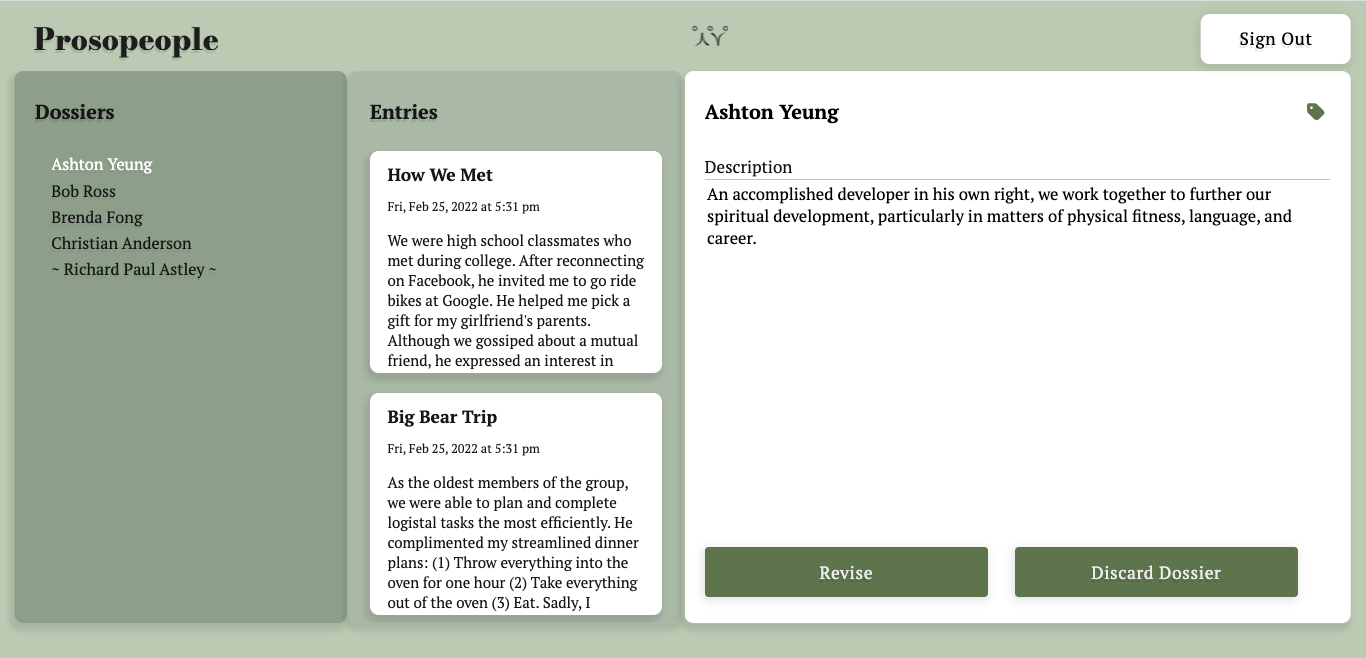 Prosopeople
Sign Out
Dossiers
Ashton Yeung
Bob Ross
Brenda Fong
Christian Anderson
~ Richard Paul Astley ~
Entries
How We Met
Fri, Feb 25, 2022 at 5:31 pm
We were high school classmates who
met during college. After reconnecting
on Facebook, he invited me to go ride
bikes at Google. He helped me pick a
gift for my girlfriend's parents.
Although we gossiped about a mutual
friend, he expressed an interest in
Big Bear Trip
Fri, Feb 25, 2022 at 5:31 pm
As the oldest members of the group,
we were able to plan and complete
logistal tasks the most efficiently. He
complimented my streamlined dinner
plans: (1) Throw everything into the
oven for one hour (2) Take everything
out of the oven (3) Eat. Sadly, I
Ashton Yeung
Description
An accomplished developer in his own right, we work together to further our
spiritual development, particularly in matters of physical fitness, language, and
career.
Revise
Discard Dossier